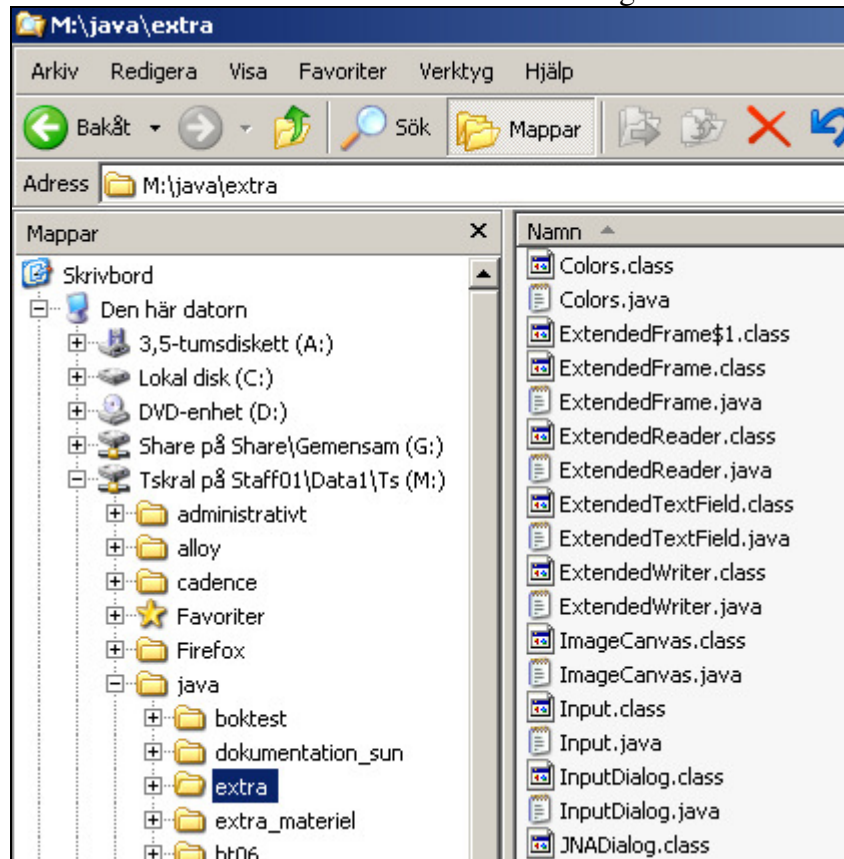 M:\java\extra
Arkiv Redigera Visa Favoriter Verktyg Hjälp
Bakåt Sök Mappar
Adress M:\java\extra
Mappar
Skrivbord
Den här datorn
3,5-tumsdiskett (A:)
Lokal disk (C:)
DVD-enhet (D:)
Share på Share\Gemensam (G:)
Tskral på Staff01\Data1\Ts (M:)
administrativt
alloy
cadence
Favoriter
Firefox
java
boktest
dokumentation_sun
extra
extra_materiel
ht06
Namn
Colors.class
Colors.java
ExtendedFrame$1.class
ExtendedFrame.class
ExtendedFrame.java
ExtendedReader.class
ExtendedReader.java
ExtendedTextField.class
ExtendedTextField.java
ExtendedWriter.class
ExtendedWriter.java
ImageCanvas.class
ImageCanvas.java
Input.class
Input.java
InputDialog.class
InputDialog.java
JNADialog.class